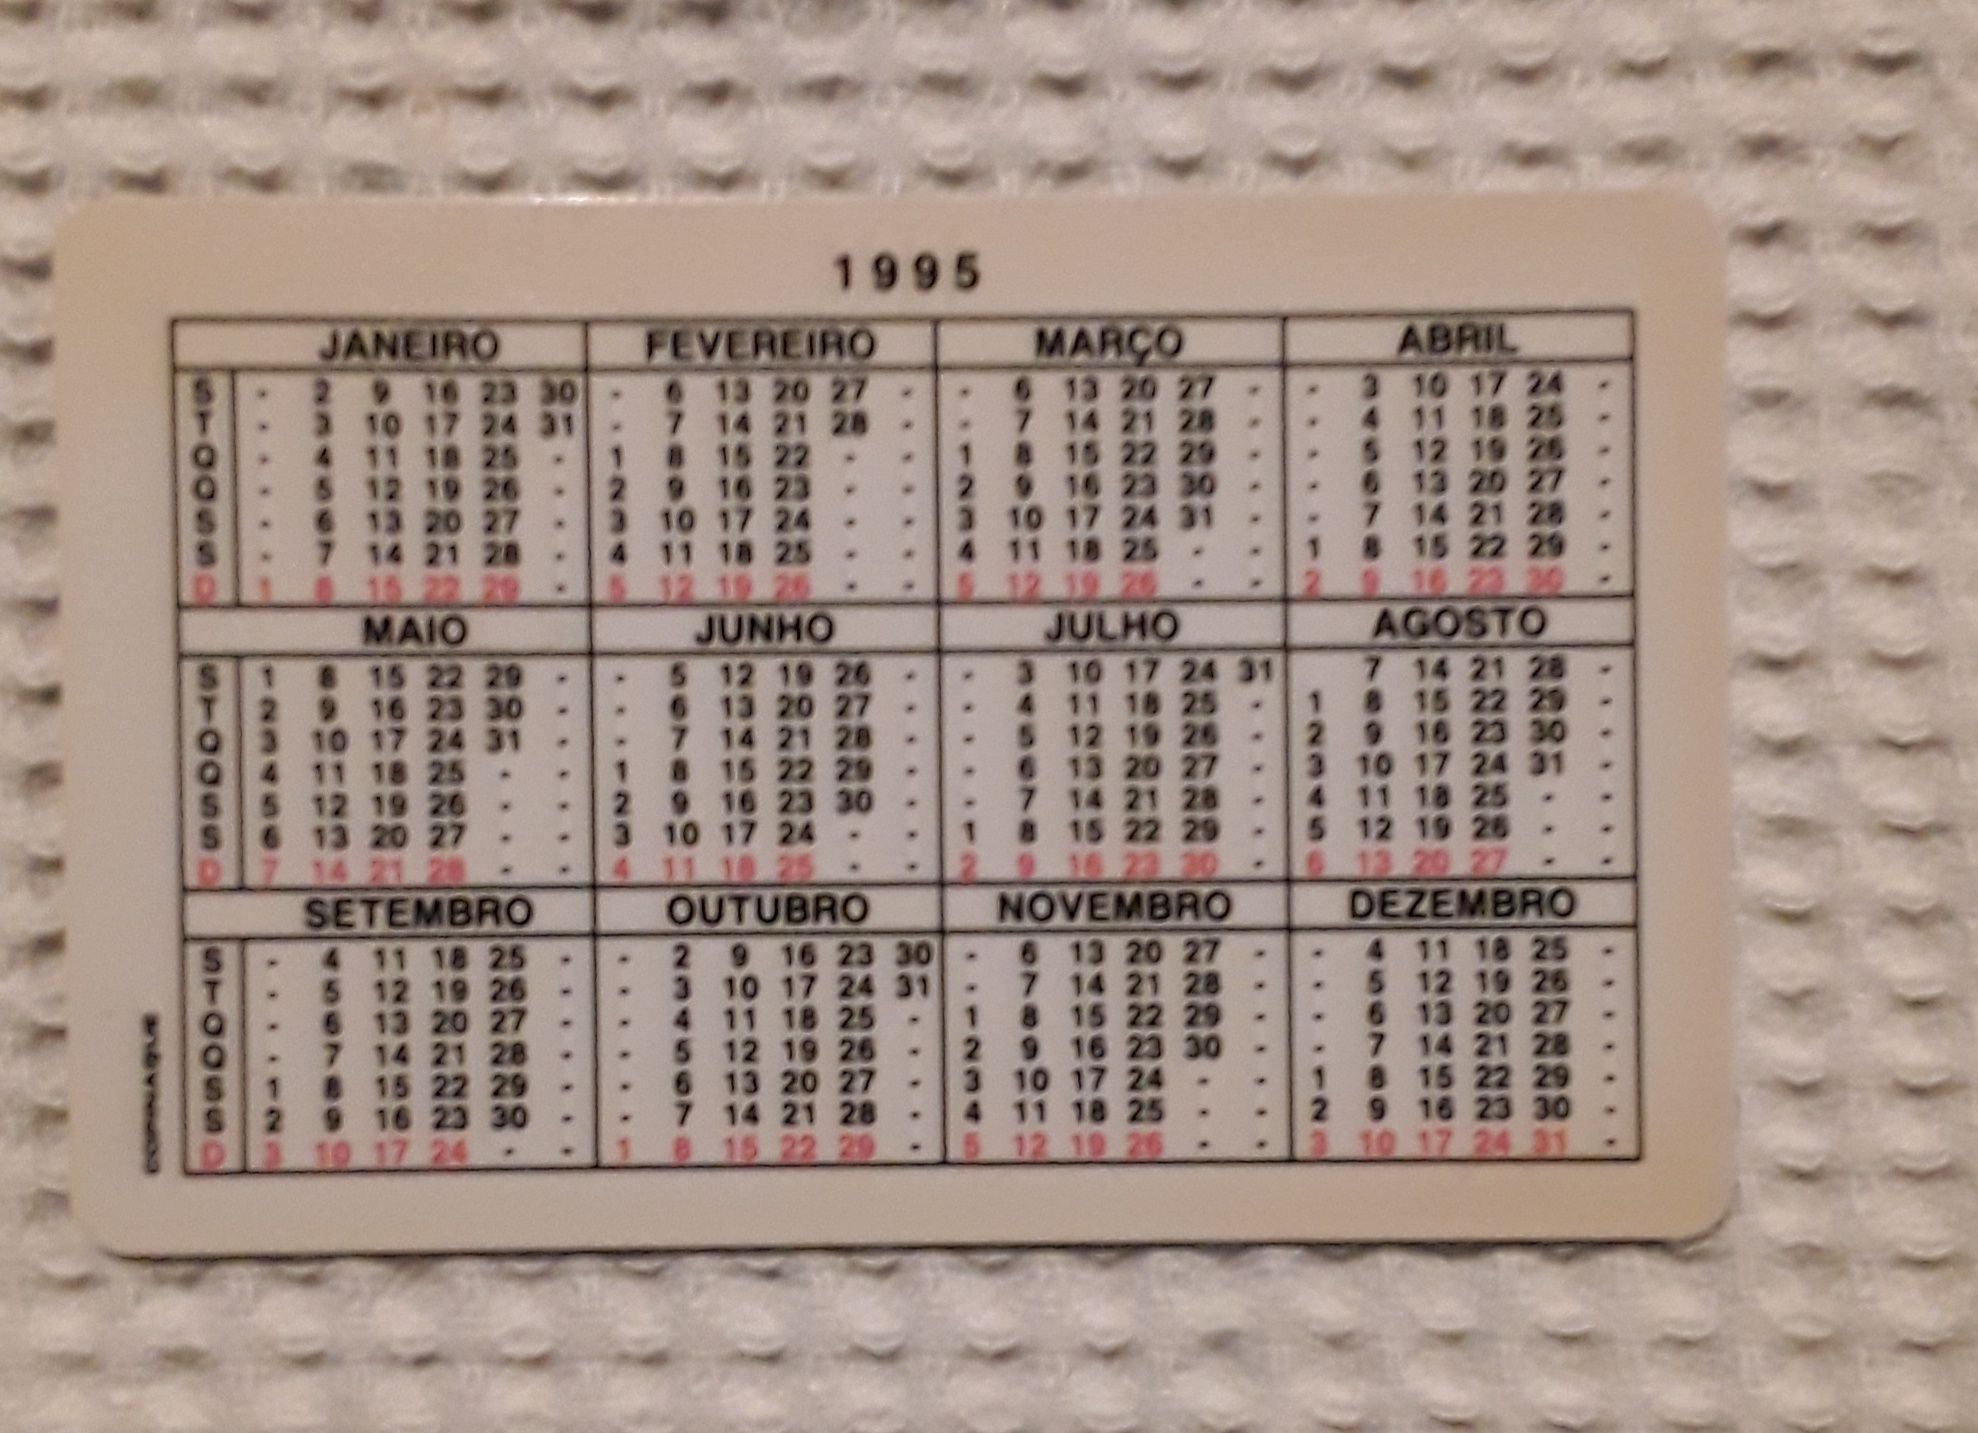 1995
JANEIRO FEVEREIRO MARÇO ABRIL
S - 2 9 16 23 30 - 6 13 20 27 - - 6 13 20 27 - - 3 10 17 24 -
T - 3 10 17 24 31 - 7 14 21 28 - - 7 14 21 28 - - 4 11 18 25 -
Q - 4 11 18 25 - 1 8 15 22 - - 1 8 15 22 29 - - 5 12 19 26 -
Q - 5 12 19 26 - 2 9 16 23 - - 2 9 16 23 30 - - 6 13 20 27 -
S - 6 13 20 27 - 3 10 17 24 - - 3 10 17 24 31 - - 7 14 21 28 -
S - 7 14 21 28 - 4 11 18 25 - - 4 11 18 25 - - 1 8 15 22 29 -
D 1 8 15 22 29 - 5 12 19 26 - - 5 12 19 26 - - 2 9 16 23 30 -
MAIO JUNHO JULHO AGOSTO
S 1 8 15 22 29 - - 5 12 19 26 - - 3 10 17 24 31 7 14 21 28 -
T 2 9 16 23 30 - - 6 13 20 27 - - 4 11 18 25 - 1 8 15 22 29 -
Q 3 10 17 24 31 - - 7 14 21 28 - - 5 12 19 26 - 2 9 16 23 30 -
Q 4 11 18 25 - - 1 8 15 22 29 - - 6 13 20 27 - 3 10 17 24 31 -
S 5 12 19 26 - - 2 9 16 23 30 - - 7 14 21 28 - 4 11 18 25 - -
S 6 13 20 27 - - 3 10 17 24 - - 1 8 15 22 29 - 5 12 19 26 - -
D 7 14 21 28 - - 4 11 18 25 - - 2 9 16 23 30 - 6 13 20 27 - -
SETEMBRO OUTUBRO NOVEMBRO DEZEMBRO
S - 4 11 18 25 - - 2 9 16 23 30 - 6 13 20 27 - - 4 11 18 25 -
T - 5 12 19 26 - - 3 10 17 24 31 - 7 14 21 28 - - 5 12 19 26 -
Q - 6 13 20 27 - - 4 11 18 25 - 1 8 15 22 29 - - 6 13 20 27 -
Q - 7 14 21 28 - - 5 12 19 26 - 2 9 16 23 30 - - 7 14 21 28 -
S 1 8 15 22 29 - - 6 13 20 27 - 3 10 17 24 - - 1 8 15 22 29 -
S 2 9 16 23 30 - - 7 14 21 28 - 4 11 18 25 - - 2 9 16 23 30 -
D 3 10 17 24 - - 1 8 15 22 29 - 5 12 19 26 - - 3 10 17 24 31 -